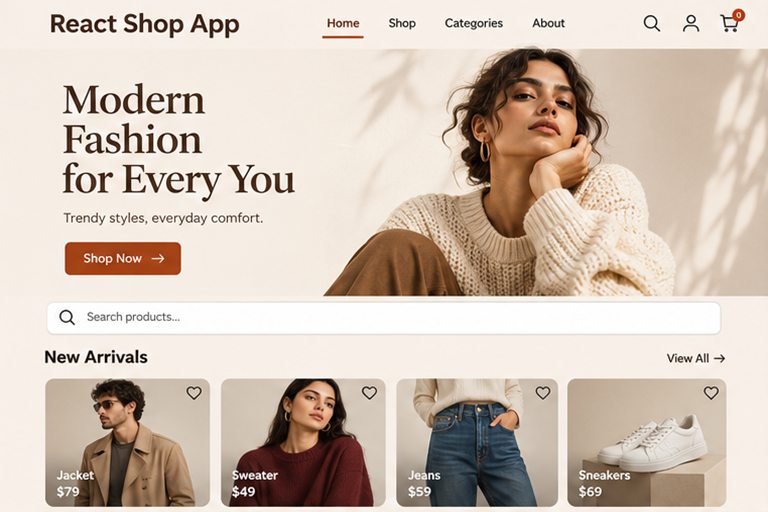 React Shop App
Home
Shop
Categories
About
0
Modern
Fashion
for Every You
Trendy styles, everyday comfort.
Shop Now →
Search products...
New Arrivals
View All →
Jacket
$79
Sweater
$49
Jeans
$59
Sneakers
$69